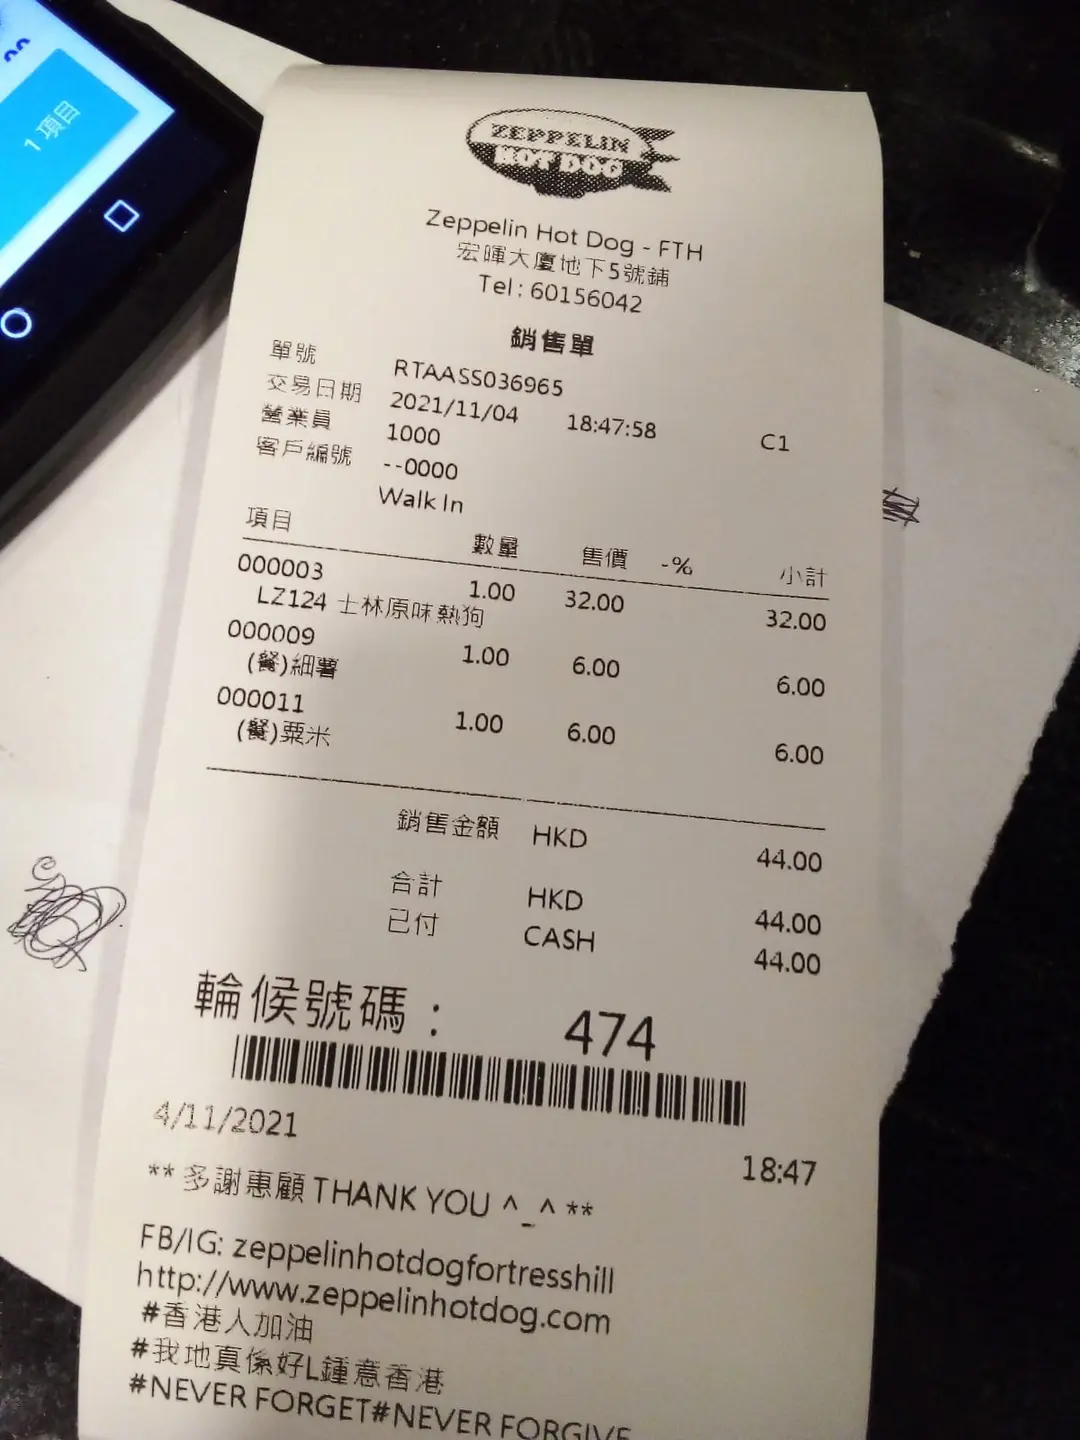 1 項目
ZEPPELIN
HOT DOG
Zeppelin Hot Dog - FTH
宏暉大廈地下5號鋪
Tel: 60156042
銷售單
單號 RTAASS036965
交易日期 2021/11/04 18:47:58 C1
營業員 1000
客戶編號 --0000
Walk In
項目 數量 售價 -% 小計
000003 1.00 32.00 32.00
LZ124 士林原味熱狗
000009 1.00 6.00 6.00
(餐)細薯
000011 1.00 6.00 6.00
(餐)粟米
銷售金額 HKD 44.00
合計 HKD 44.00
已付 CASH 44.00
輪候號碼： 474
4/11/2021 18:47
** 多謝惠顧 THANK YOU ^_^ **
FB/IG: zeppelinhotdogfortresshill
http://www.zeppelinhotdog.com
#香港人加油
#我地真係好L鍾意香港
#NEVER FORGET#NEVER FORGIVE